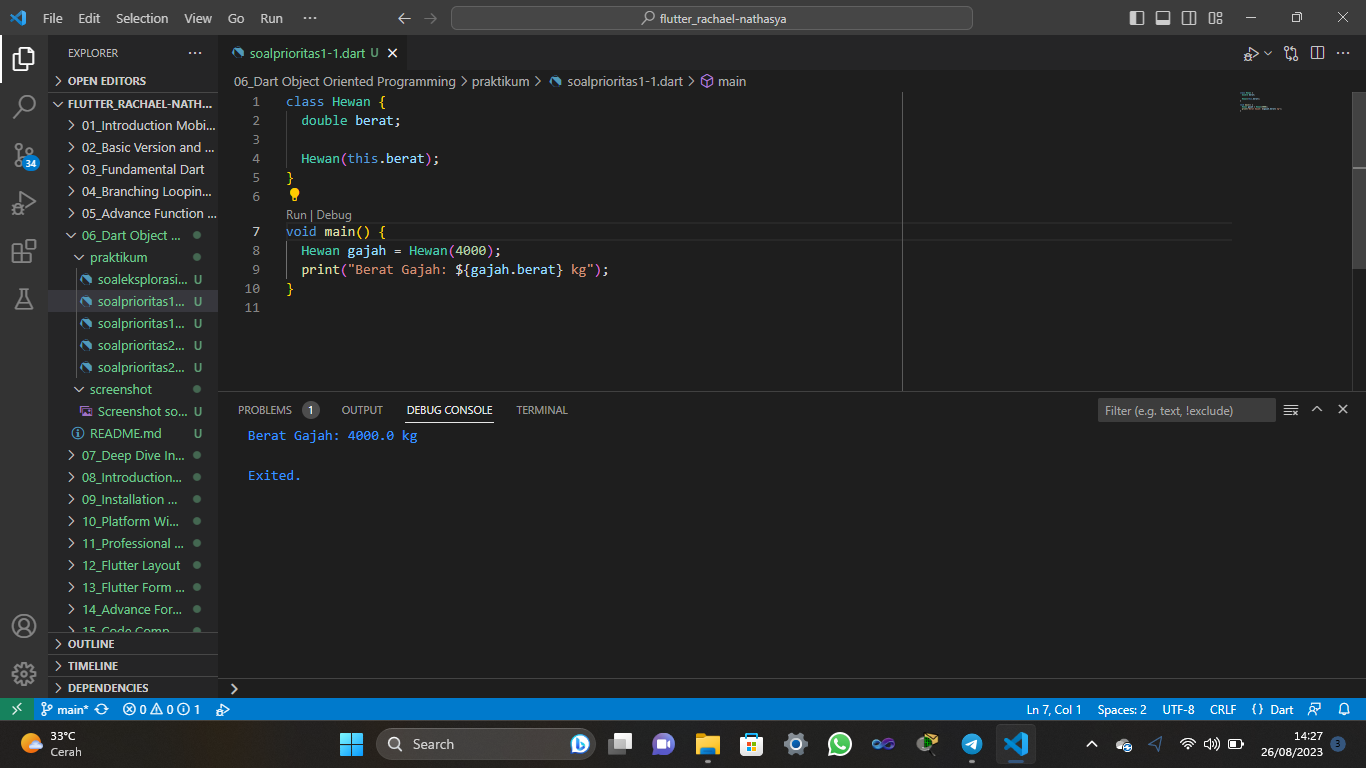 File Edit Selection View Go Run ··· flutter_rachael-nathasya
EXPLORER
OPEN EDITORS
FLUTTER_RACHAEL-NATH...
01_Introduction Mobi...
02_Basic Version and ...
03_Fundamental Dart
04_Branching Loopin...
05_Advance Function ...
06_Dart Object ...
praktikum
soaleksplorasi... U
soalprioritas1... U
soalprioritas1... U
soalprioritas2... U
soalprioritas2... U
screenshot
Screenshot so... U
README.md U
07_Deep Dive In...
08_Introduction...
09_Installation ...
10_Platform Wi...
11_Professional ...
12_Flutter Layout
13_Flutter Form ...
14_Advance For...
15_Code Comp...
OUTLINE
TIMELINE
DEPENDENCIES
34
soalprioritas1-1.dart U
06_Dart Object Oriented Programming > praktikum > soalprioritas1-1.dart > main
1 class Hewan {
2 double berat;
3
4 Hewan(this.berat);
5 }
6
Run | Debug
7 void main() {
8 Hewan gajah = Hewan(4000);
9 print("Berat Gajah: ${gajah.berat} kg");
10 }
11
PROBLEMS 1 OUTPUT DEBUG CONSOLE TERMINAL Filter (e.g. text, !exclude)
Berat Gajah: 4000.0 kg
Exited.
main* 0 0 1 Ln 7, Col 1 Spaces: 2 UTF-8 CRLF {} Dart
33°C
Cerah
Search
14:27
26/08/2023
3